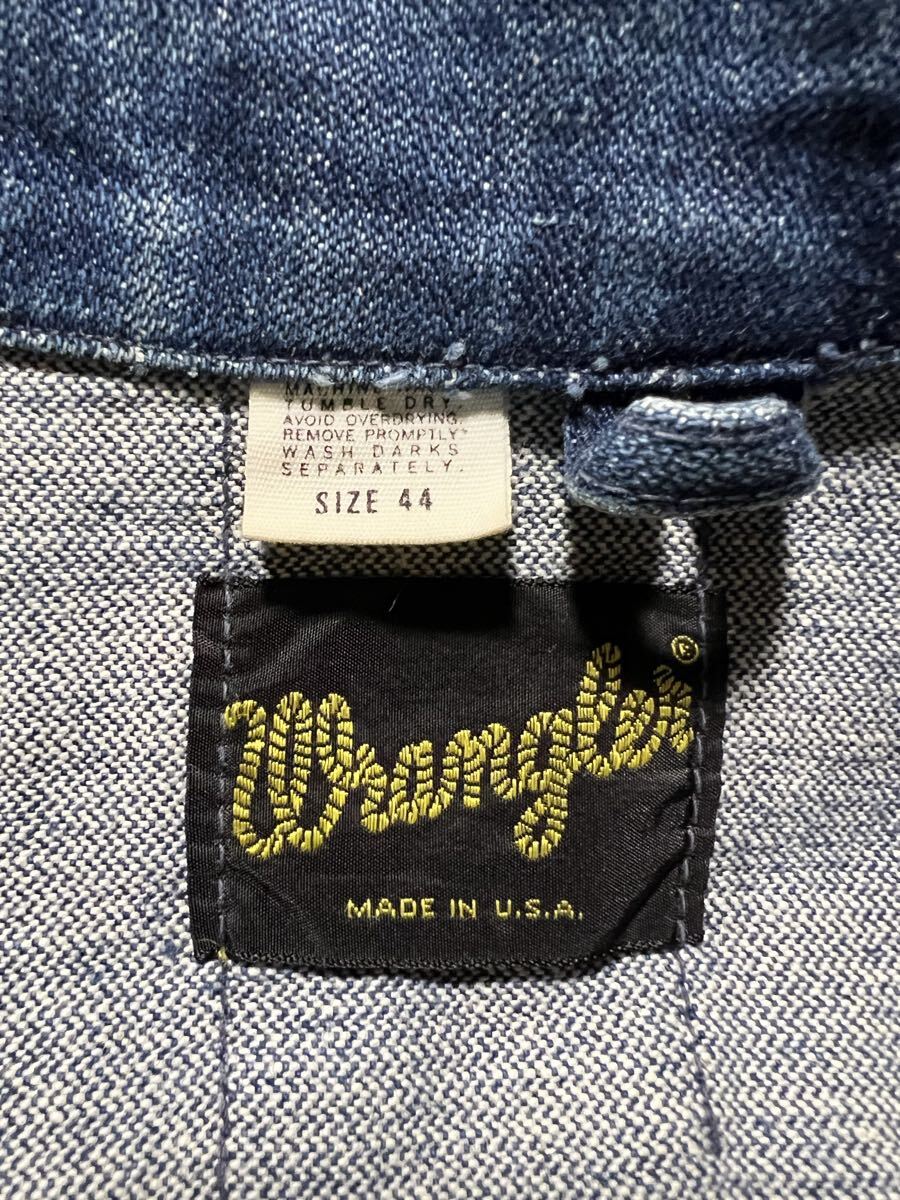 TUMBLE DRY.
AVOID OVERDRYING.
REMOVE PROMPTLY
WASH DARKS
SEPARATELY.
SIZE 44
Wrangler ®
MADE IN U.S.A.